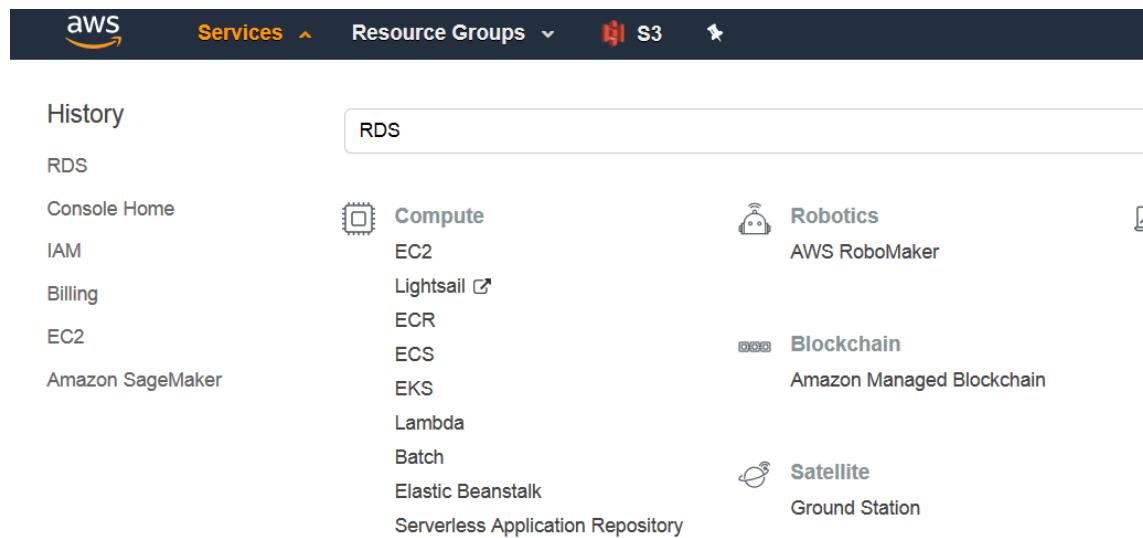 aws Services Resource Groups S3
History
RDS
Console Home
IAM
Billing
EC2
Amazon SageMaker
RDS
Compute
EC2
Lightsail
ECR
ECS
EKS
Lambda
Batch
Elastic Beanstalk
Serverless Application Repository
Robotics
AWS RoboMaker
Blockchain
Amazon Managed Blockchain
Satellite
Ground Station